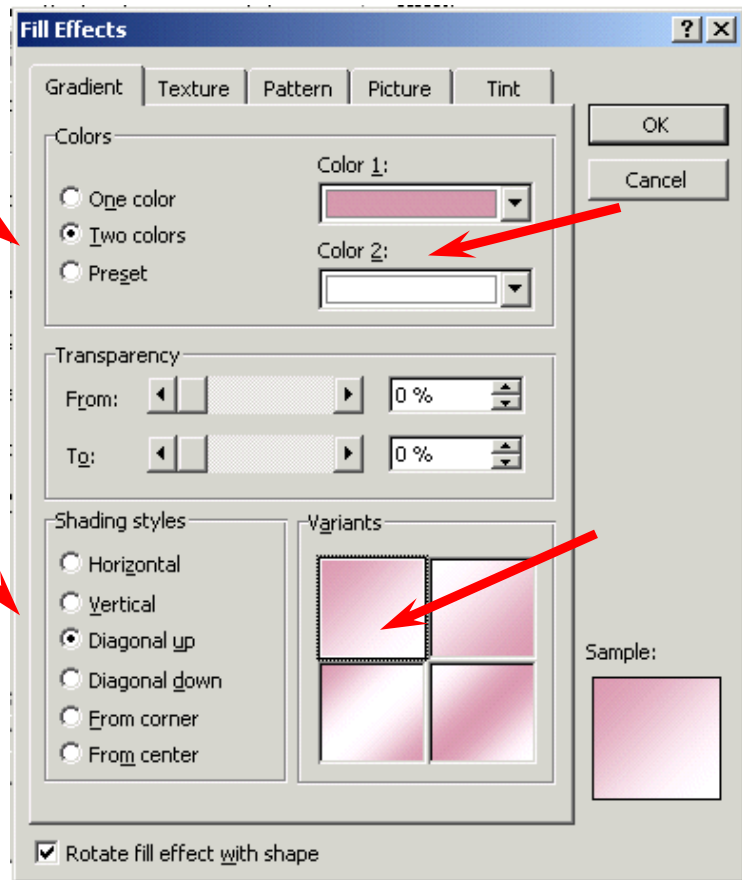 Fill Effects
Gradient Texture Pattern Picture Tint
OK
Cancel
Colors
One color
Two colors
Preset
Color 1:
Color 2:
Transparency
From: 0 %
To: 0 %
Shading styles
Horizontal
Vertical
Diagonal up
Diagonal down
From corner
From center
Variants
Sample:
Rotate fill effect with shape